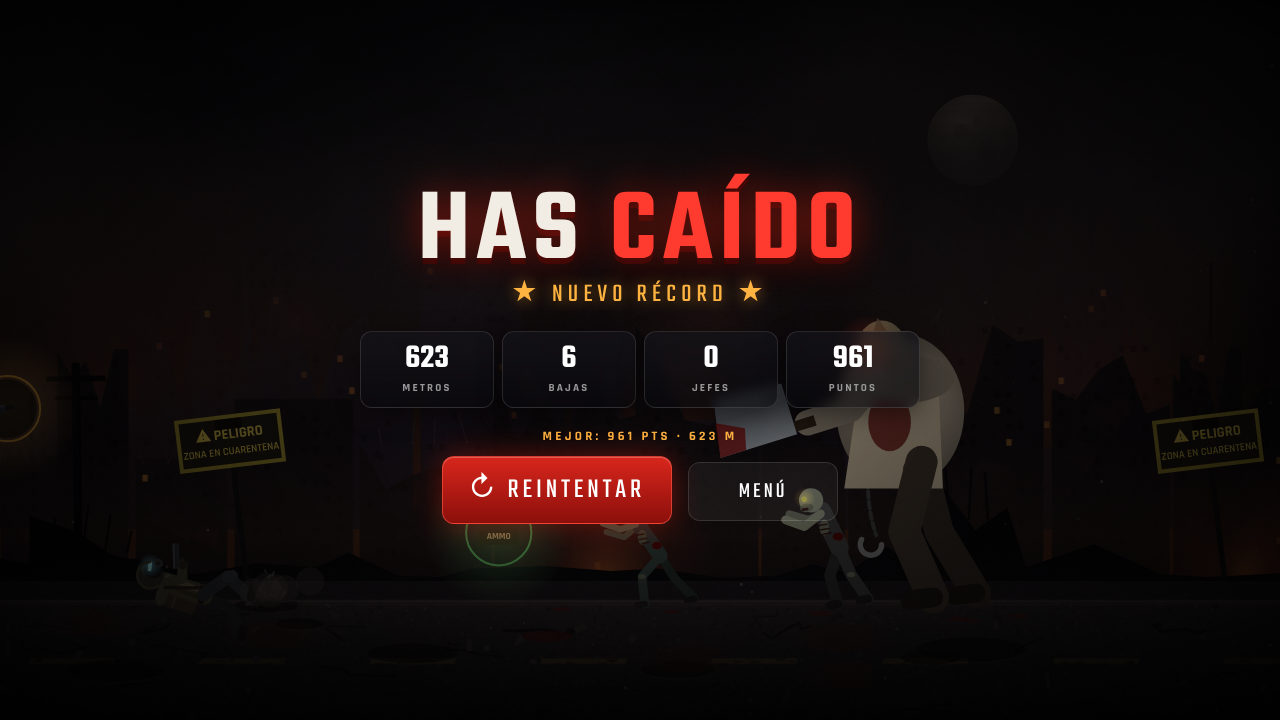 HAS CAÍDO
★ NUEVO RÉCORD ★
623
METROS
6
BAJAS
0
JEFES
961
PUNTOS
MEJOR: 961 PTS · 623 M
REINTENTAR
MENÚ
PELIGRO
ZONA EN CUARENTENA
PELIGRO
ZONA EN CUARENTENA
AMMO